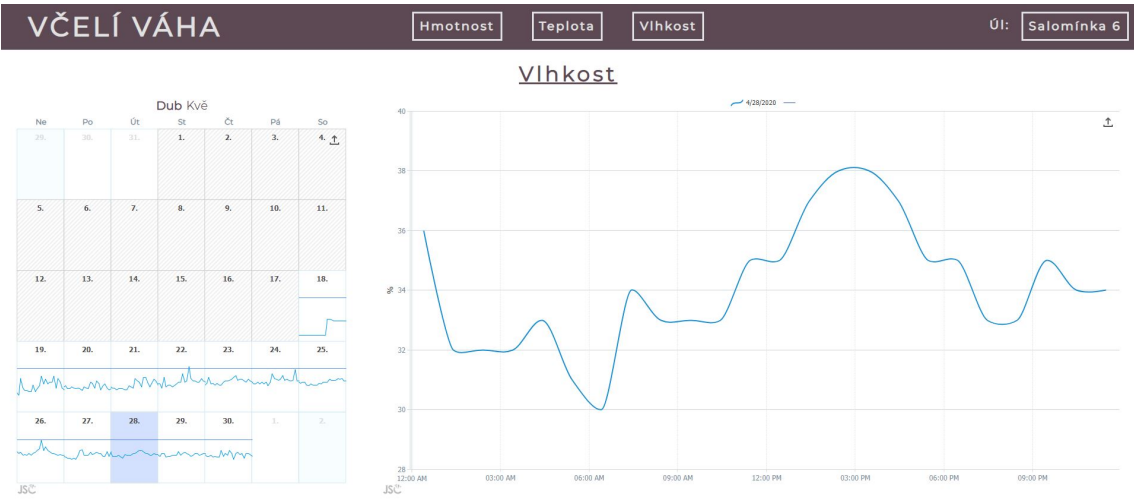 VČELÍ VÁHA Hmotnost Teplota Vlhkost Úl: Salomínka 6
Vlhkost
Dub Kvě
Ne Po Út St Čt Pá So
29. 30. 31. 1. 2. 3. 4.
5. 6. 7. 8. 9. 10. 11.
12. 13. 14. 15. 16. 17. 18.
19. 20. 21. 22. 23. 24. 25.
26. 27. 28. 29. 30. 1. 2.
JSC
4/28/2020
40
38
36
%
34
32
30
28
12:00 AM 03:00 AM 06:00 AM 09:00 AM 12:00 PM 03:00 PM 06:00 PM 09:00 PM
JSC